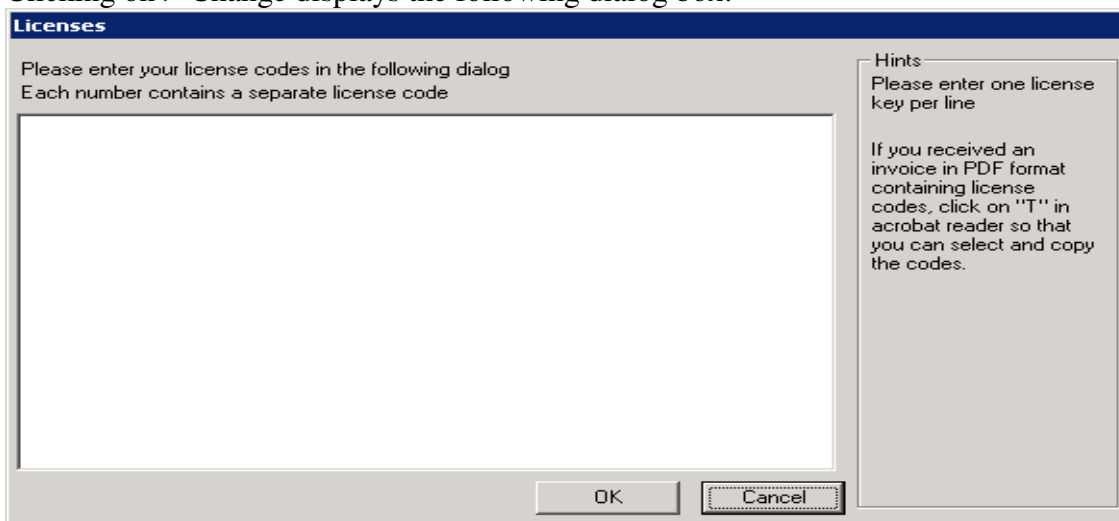 Change displays the following dialog box:
Licenses
Please enter your license codes in the following dialog
Each number contains a separate license code
Hints
Please enter one license
key per line
If you received an
invoice in PDF format
containing license
codes, click on "T" in
acrobat reader so that
you can select and copy
the codes.
OK
Cancel